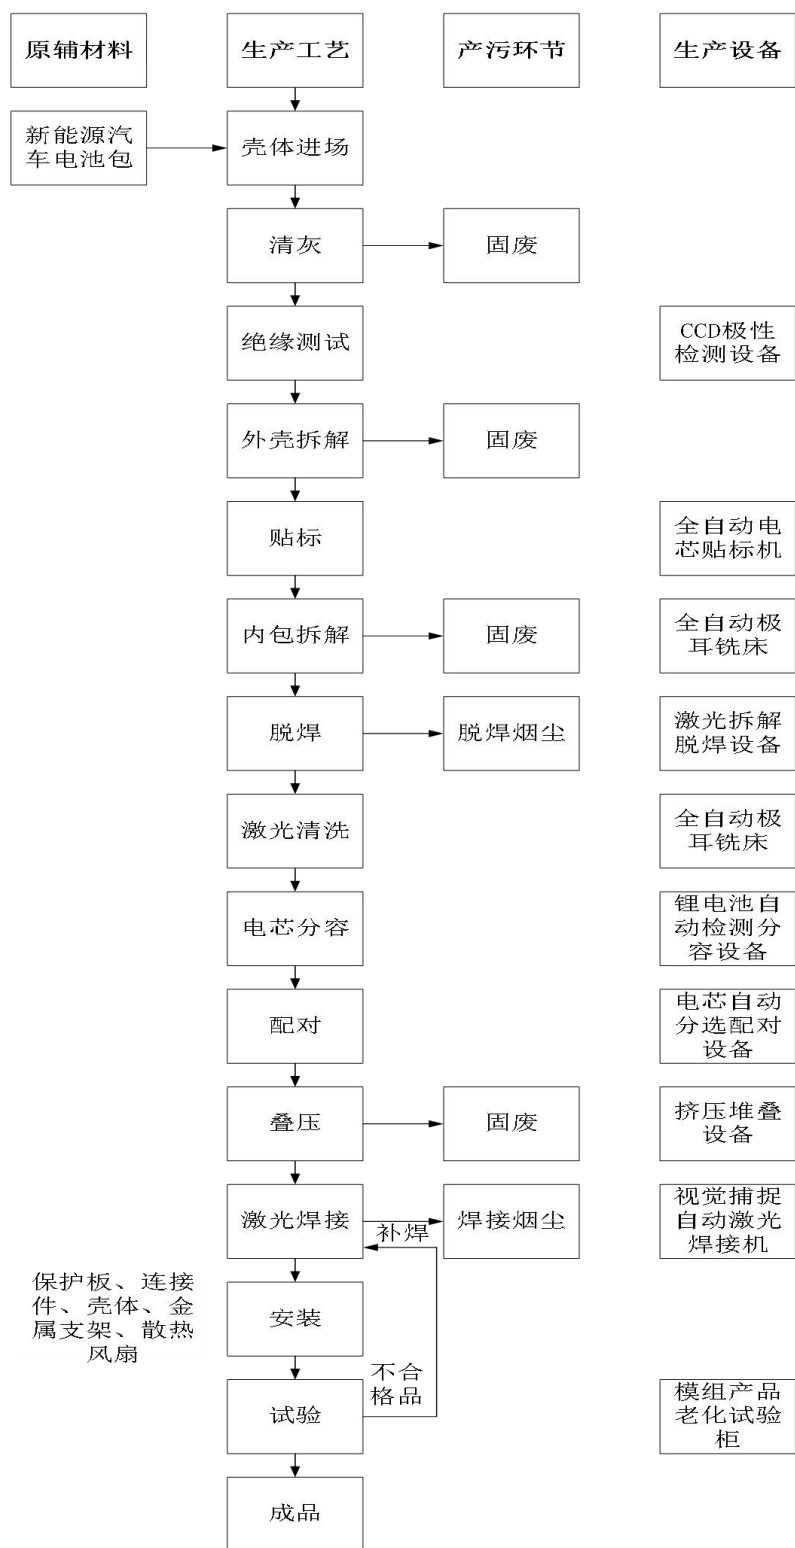 原辅材料
生产工艺
产污环节
生产设备
新能源汽
车电池包
壳体进场
清灰
固废
绝缘测试
CCD极性
检测设备
外壳拆解
固废
贴标
全自动电
芯贴标机
内包拆解
固废
全自动极
耳铣床
脱焊
脱焊烟尘
激光拆解
脱焊设备
激光清洗
全自动极
耳铣床
电芯分容
锂电池自
动检测分
容设备
配对
电芯自动
分选配对
设备
叠压
固废
挤压堆叠
设备
激光焊接
焊接烟尘
视觉捕捉
自动激光
焊接机
补焊
保护板、连接
件、壳体、金
属支架、散热
风扇
安装
不合
格品
试验
模组产品
老化试验
柜
成品